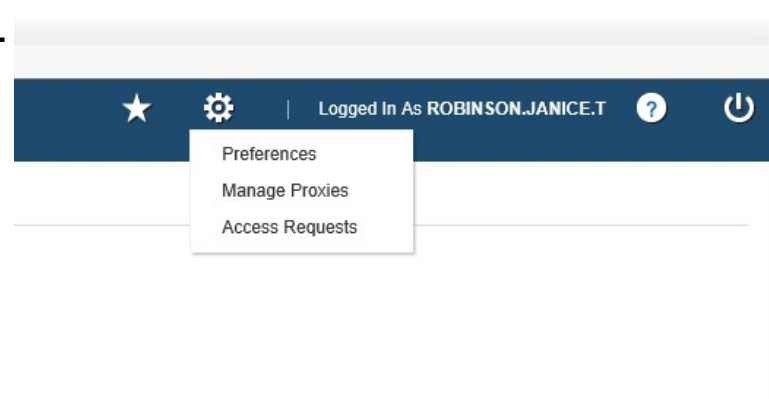 Logged In As ROBINSON.JANICE.T ?
Preferences
Manage Proxies
Access Requests